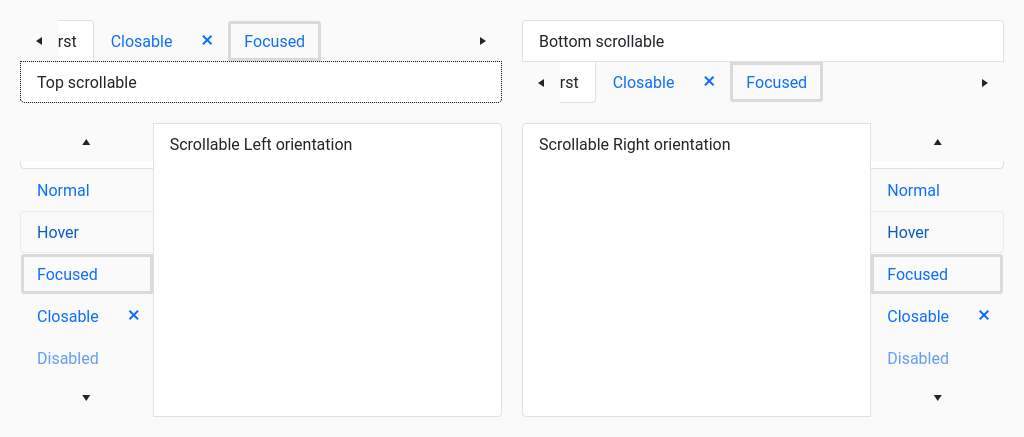 rst Closable × Focused
Top scrollable
Bottom scrollable
rst Closable × Focused
Scrollable Left orientation
Normal
Hover
Focused
Closable ×
Disabled
Scrollable Right orientation
Normal
Hover
Focused
Closable ×
Disabled